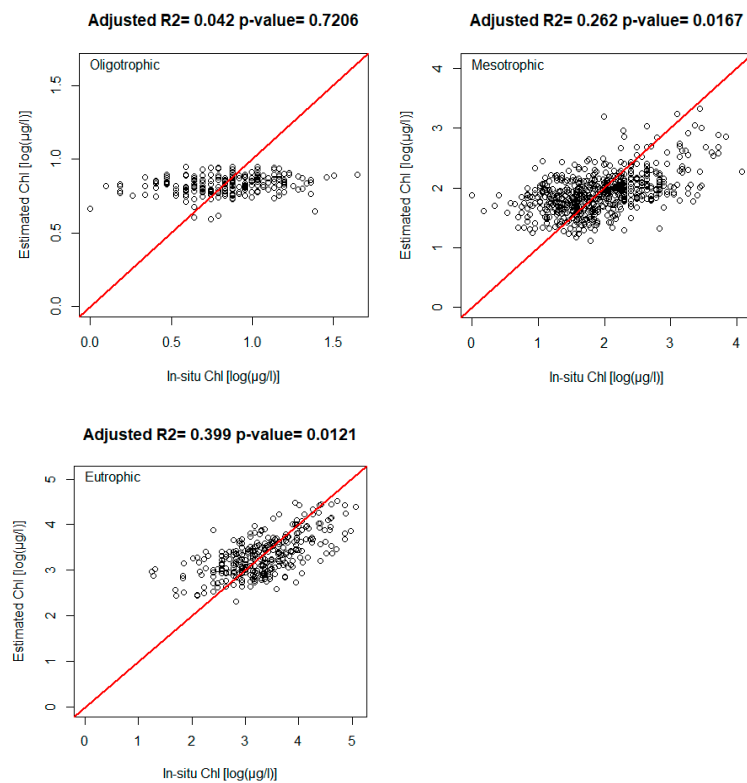 Adjusted R2= 0.042 p-value= 0.7206
Oligotrophic
Estimated Chl [log(µg/l)]
0.0 0.5 1.0 1.5
0.0 0.5 1.0 1.5
In-situ Chl [log(µg/l)]
Adjusted R2= 0.262 p-value= 0.0167
Mesotrophic
Estimated Chl [log(µg/l)]
0 1 2 3 4
0 1 2 3 4
In-situ Chl [log(µg/l)]
Adjusted R2= 0.399 p-value= 0.0121
Eutrophic
Estimated Chl [log(µg/l)]
0 1 2 3 4 5
0 1 2 3 4 5
In-situ Chl [log(µg/l)]